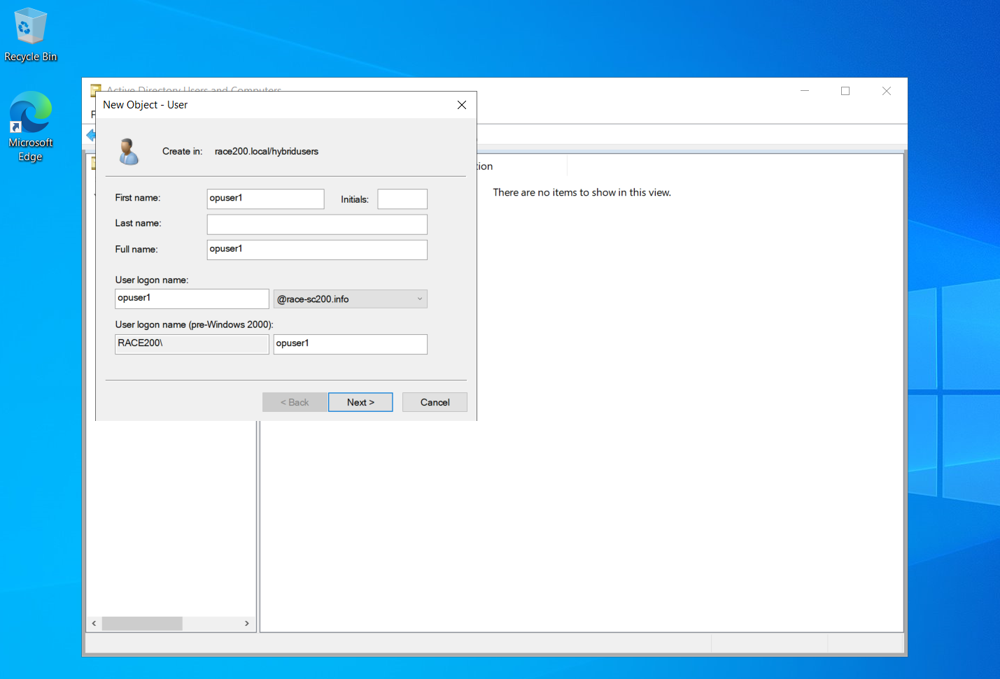 Recycle Bin
Microsoft
Edge
Active Directory Users and Computers
New Object - User
Create in: race200.local/hybridusers
First name: opuser1 Initials:
Last name:
Full name: opuser1
User logon name:
opuser1 @race-sc200.info
User logon name (pre-Windows 2000):
RACE200\ opuser1
< Back Next > Cancel
There are no items to show in this view.